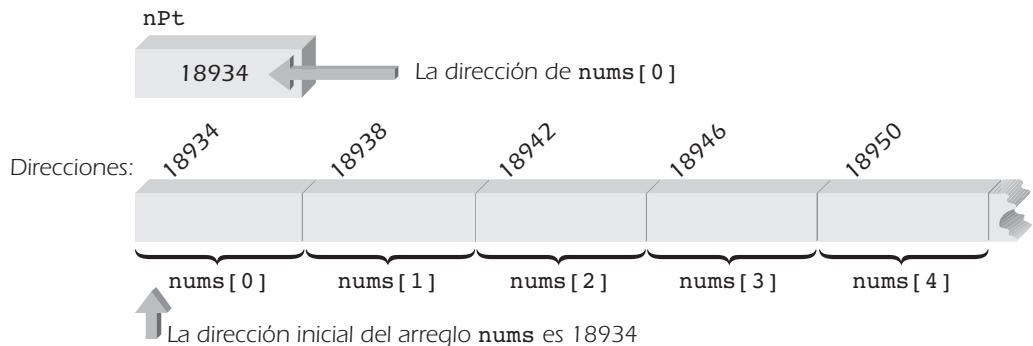 nPt
18934
La dirección de nums[0]
Direcciones:
18934
18938
18942
18946
18950
nums[0]
nums[1]
nums[2]
nums[3]
nums[4]
La dirección inicial del arreglo nums es 18934